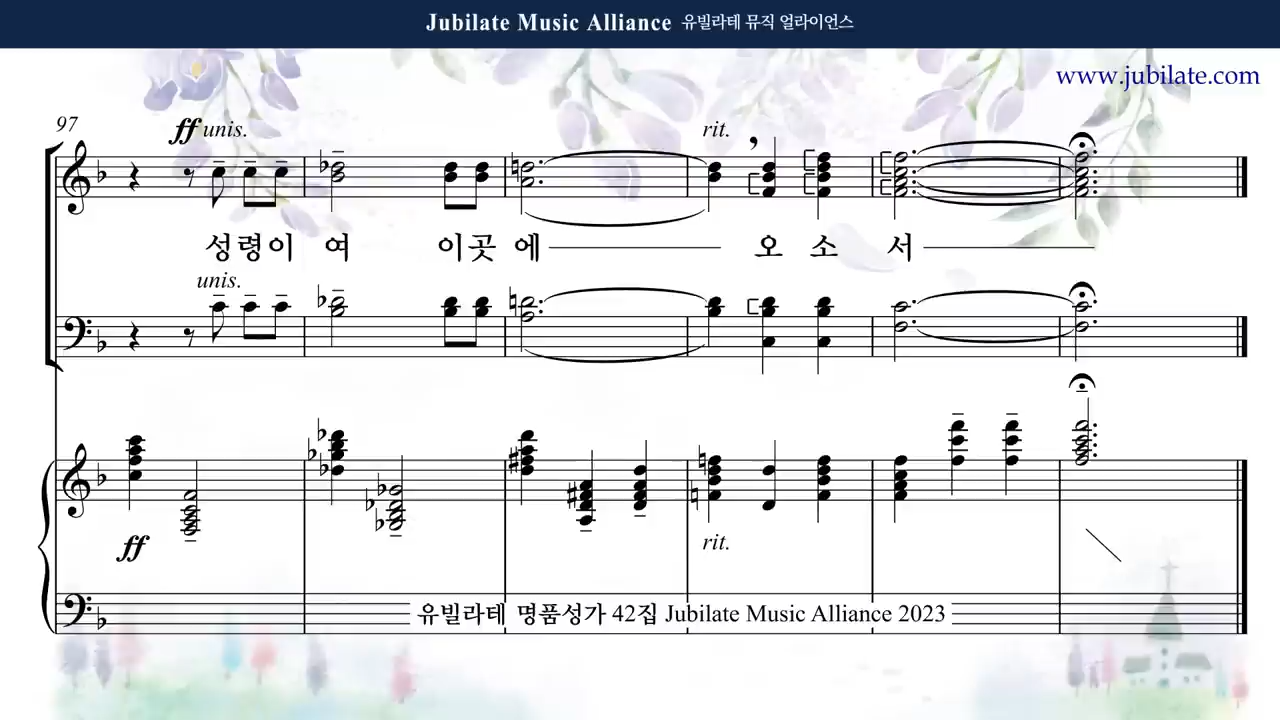 Jubilate Music Alliance 유빌라테 뮤직 얼라이언스
www.jubilate.com
97
ff unis.
rit.
성령이 여 이곳 에 오 소 서
unis.
ff
rit.
유빌라테 명품성가 42집 Jubilate Music Alliance 2023